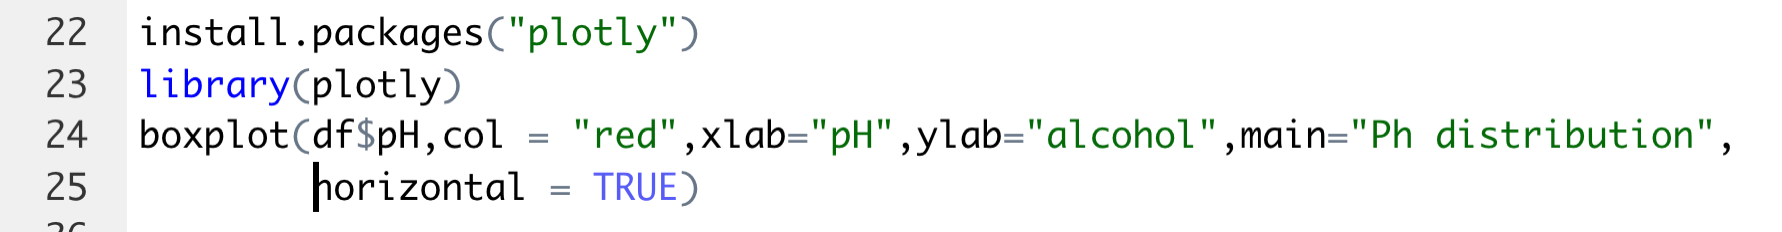 22 install.packages("plotly")
23 library(plotly)
24 boxplot(df$pH,col = "red",xlab="pH",ylab="alcohol",main="Ph distribution",
25 horizontal = TRUE)